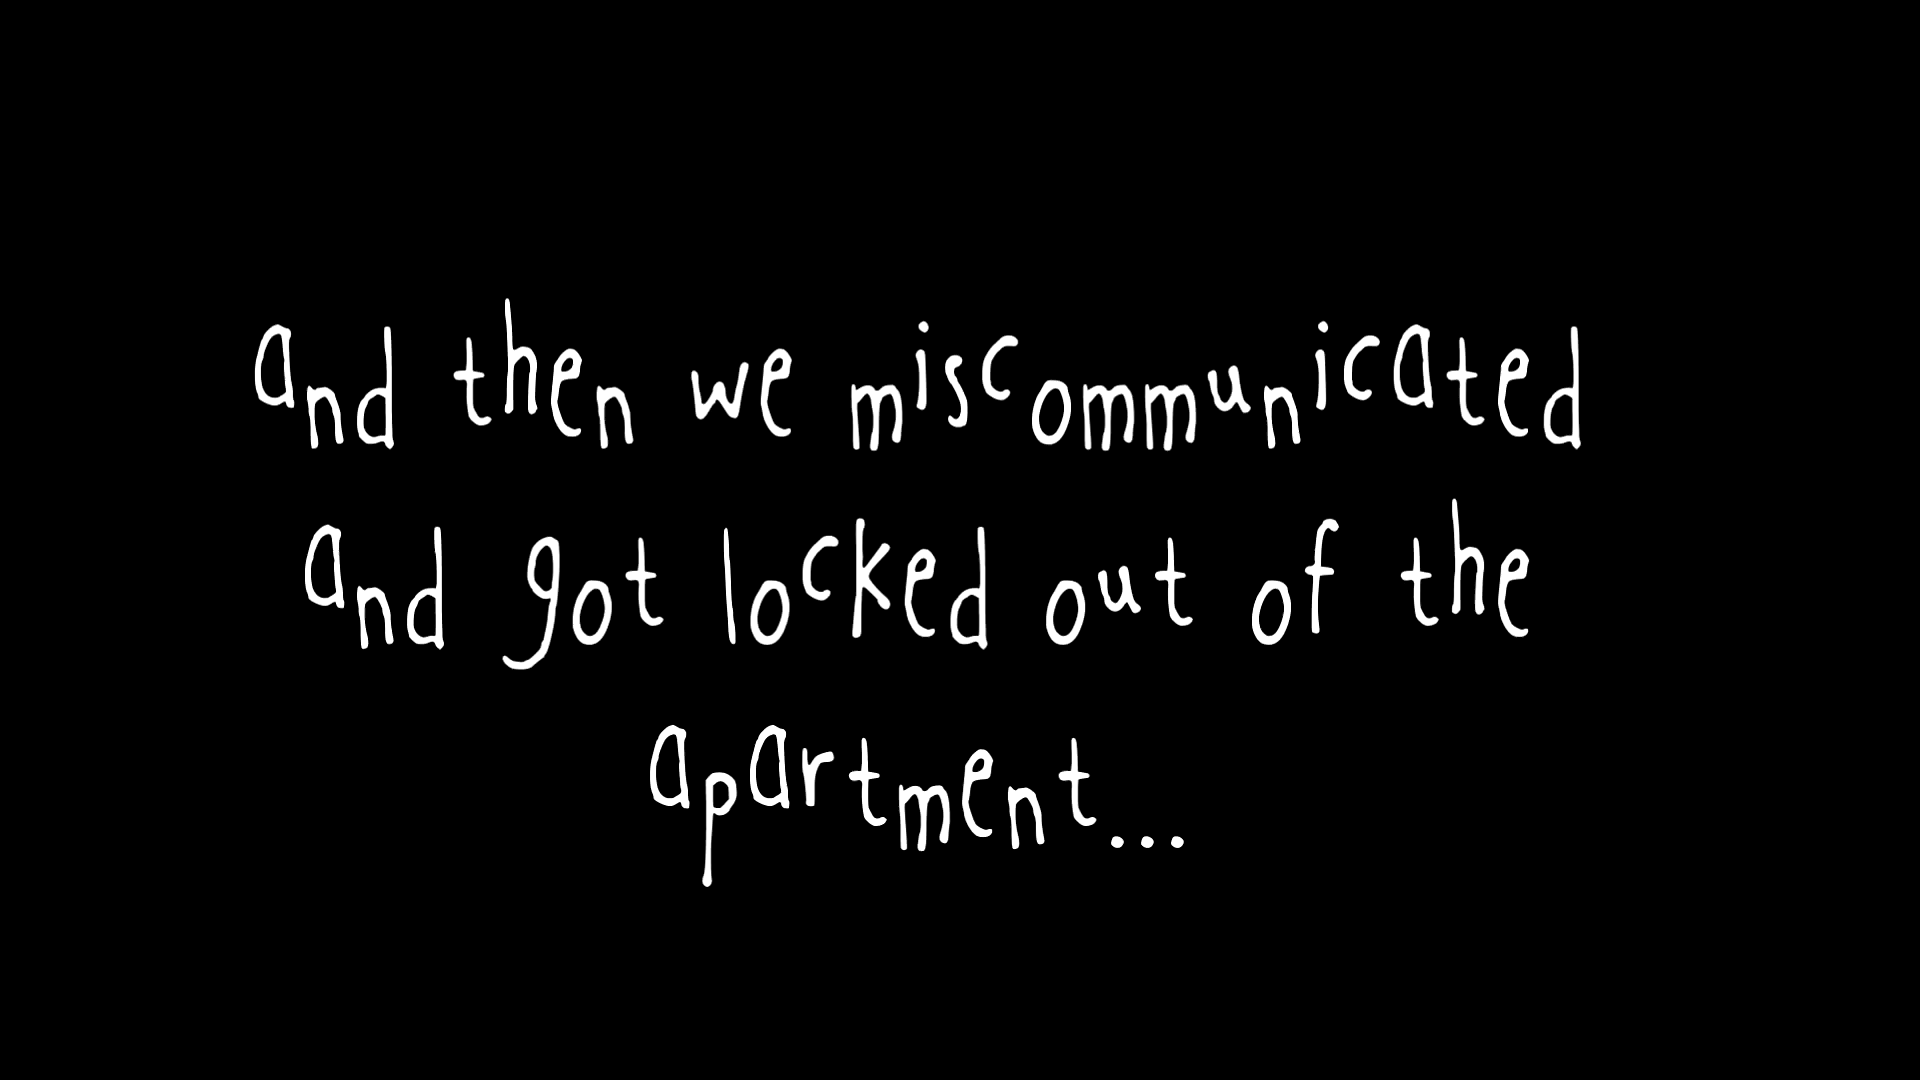 and then we miscommunicated
and got locked out of the
apartment...